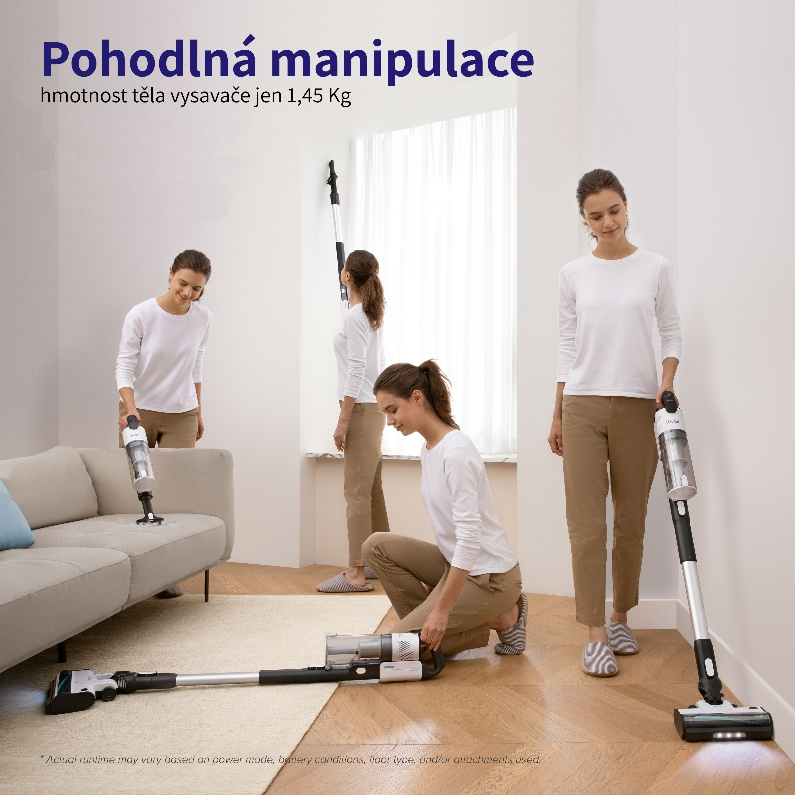 Pohodlná manipulace
hmotnost těla vysavače jen 1,45 Kg
* Actual runtime may vary based on power mode, battery conditions, floor type, and/or attachments used.